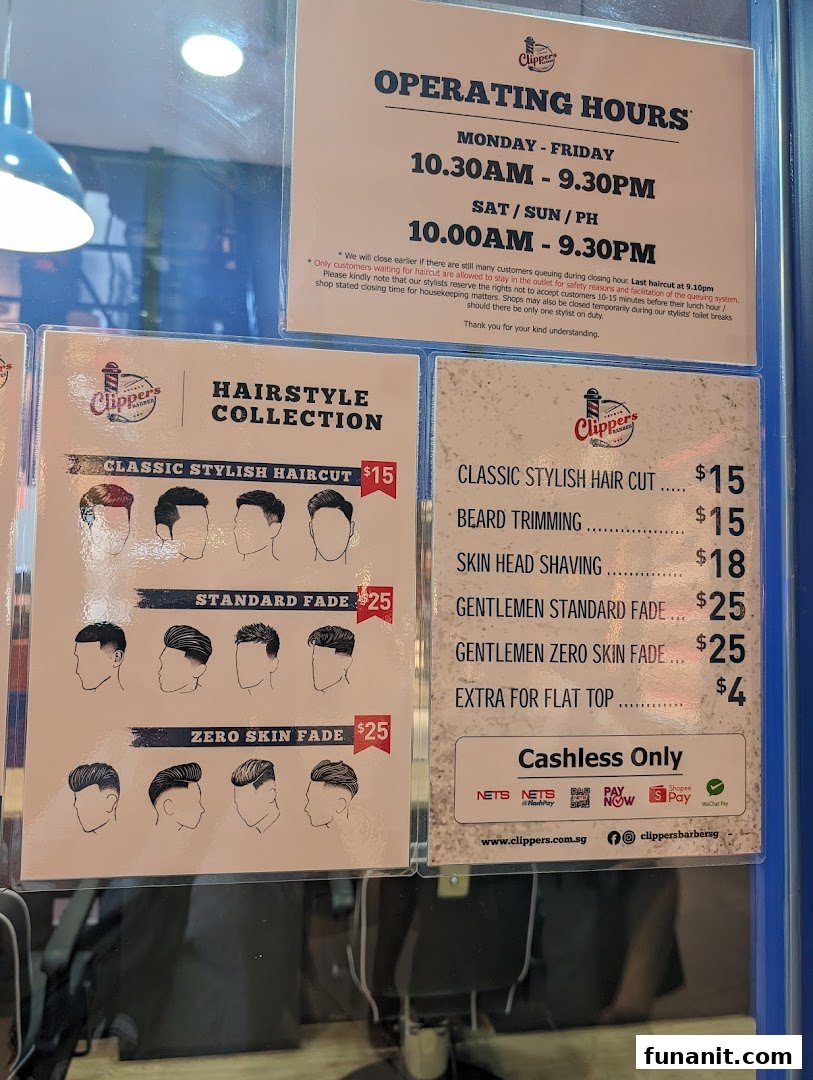 Clippers
BARBER
OPERATING HOURS*
MONDAY - FRIDAY
10.30AM - 9.30PM
SAT / SUN / PH
10.00AM - 9.30PM
* We will close earlier if there are still many customers queuing during closing hour. Last haircut at 9.10pm
* Only customers waiting for haircut are allowed to stay in the outlet for safety reasons and facilitation of the queuing system.
Please kindly note that our stylists reserve the rights not to accept customers 10-15 minutes before their lunch hour /
shop stated closing time for housekeeping matters. Shops may also be closed temporarily during our stylists' toilet breaks
should there be only one stylist on duty.
Thank you for your kind understanding.
Clippers
BARBER
HAIRSTYLE
COLLECTION
CLASSIC STYLISH HAIRCUT $15
STANDARD FADE $25
ZERO SKIN FADE $25
Clippers
BARBER
CLASSIC STYLISH HAIR CUT ..... $15
BEARD TRIMMING ................. $15
SKIN HEAD SHAVING ............. $18
GENTLEMEN STANDARD FADE ... $25
GENTLEMEN ZERO SKIN FADE ... $25
EXTRA FOR FLAT TOP ............ $4
Cashless Only
NETS NETS PAY Shopee
@flashPay NOW Pay WeChat Pay
www.clippers.com.sg clippersbarbersg
funanit.com